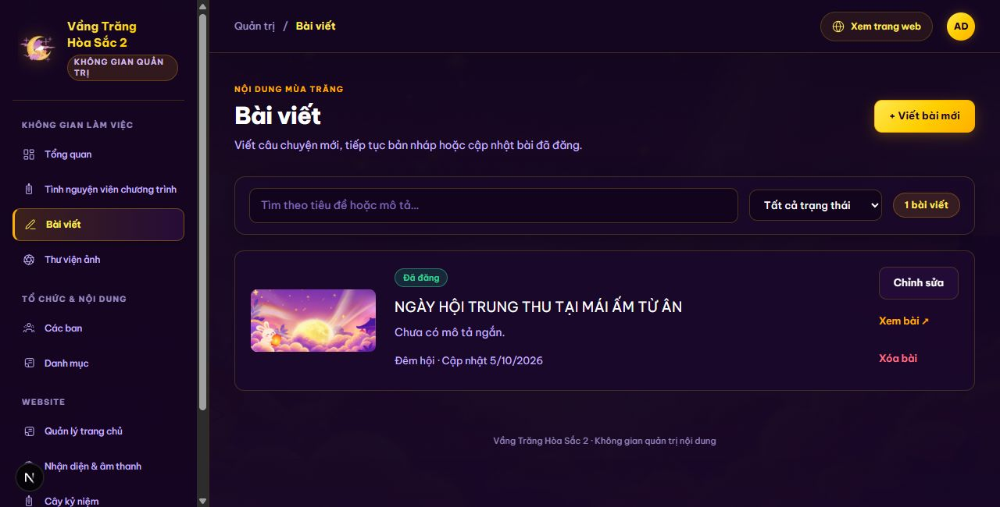 Vầng Trăng
Hòa Sắc 2
KHÔNG GIAN QUẢN
TRỊ
KHÔNG GIAN LÀM VIỆC
Tổng quan
Tình nguyện viên chương trình
Bài viết
Thư viện ảnh
TỔ CHỨC & NỘI DUNG
Các ban
Danh mục
WEBSITE
Quản lý trang chủ
Nhận diện & âm thanh
N
Cây kỷ niệm
Quản trị / Bài viết
Xem trang web
AD
NỘI DUNG MÙA TRĂNG
Bài viết
Viết câu chuyện mới, tiếp tục bản nháp hoặc cập nhật bài đã đăng.
+ Viết bài mới
Tìm theo tiêu đề hoặc mô tả...
Tất cả trạng thái
1 bài viết
Đã đăng
NGÀY HỘI TRUNG THU TẠI MÁI ẤM TỪ ÂN
Chưa có mô tả ngắn.
Đêm hội · Cập nhật 5/10/2026
Chỉnh sửa
Xem bài ↗
Xóa bài
Vầng Trăng Hòa Sắc 2 · Không gian quản trị nội dung